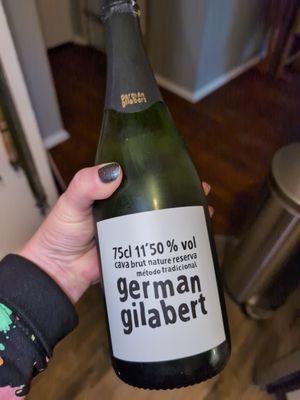 german
gilabert
75cl 11'50 % vol
cava brut nature reserva
método tradicional
german
gilabert